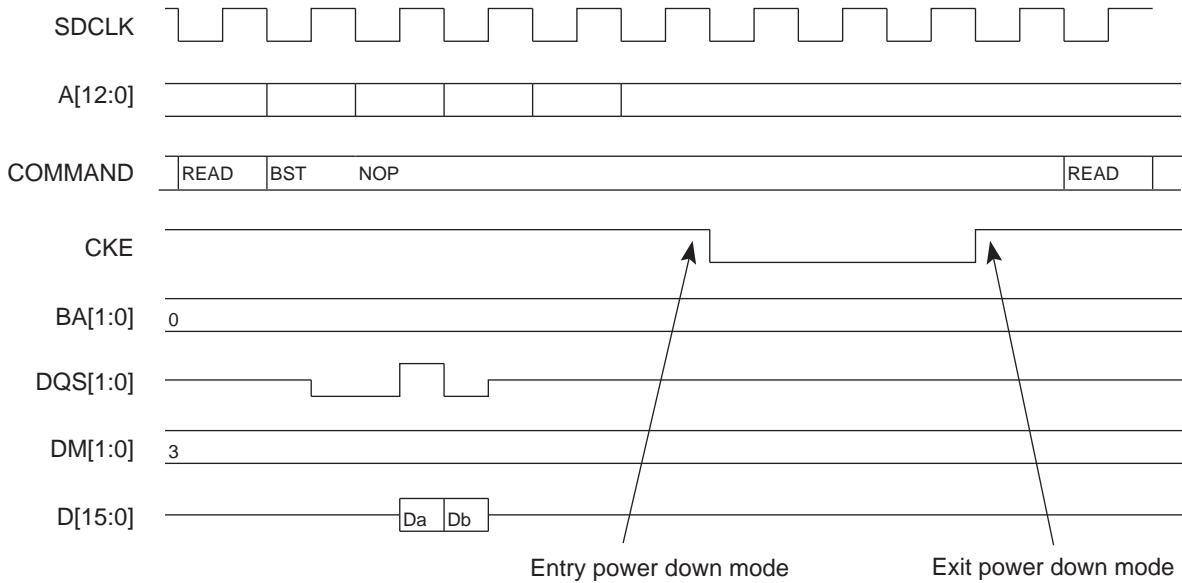 SDCLK
A[12:0]
COMMAND READ BST NOP READ
CKE
BA[1:0] 0
DQS[1:0]
DM[1:0] 3
D[15:0] Da Db
Entry power down mode Exit power down mode